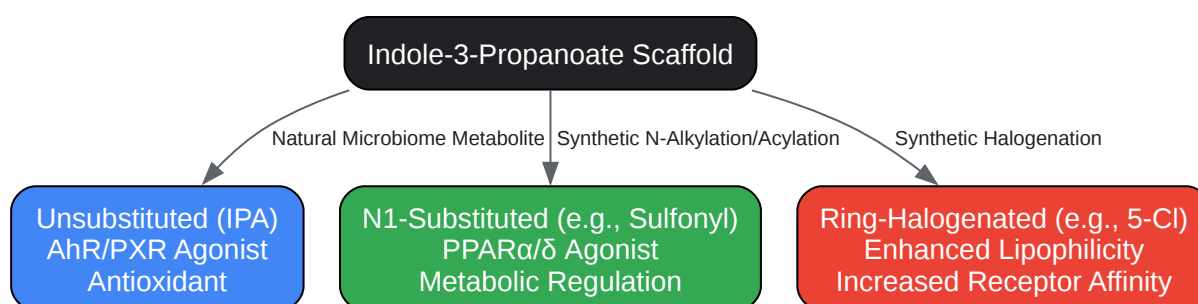 Indole-3-Propanoate Scaffold
Natural Microbiome Metabolite
Synthetic N-Alkylation/Acylation
Synthetic Halogenation
Unsubstituted (IPA)
AhR/PXR Agonist
Antioxidant
N1-Substituted (e.g., Sulfonyl)
PPARα/δ Agonist
Metabolic Regulation
Ring-Halogenated (e.g., 5-Cl)
Enhanced Lipophilicity
Increased Receptor Affinity